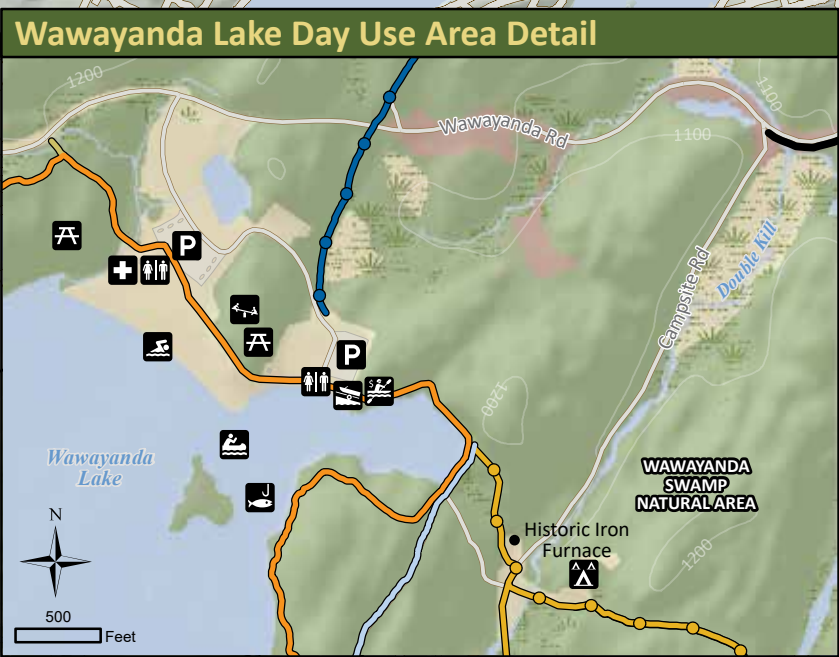 Wawayanda Lake Day Use Area Detail
1200
1100
Wawayanda Rd
1100
P
Double Kill
Campsite Rd
P
$
1200
Wawayanda
Lake
WAWAYANDA
SWAMP
NATURAL AREA
N
Historic Iron
Furnace
1200
500
Feet